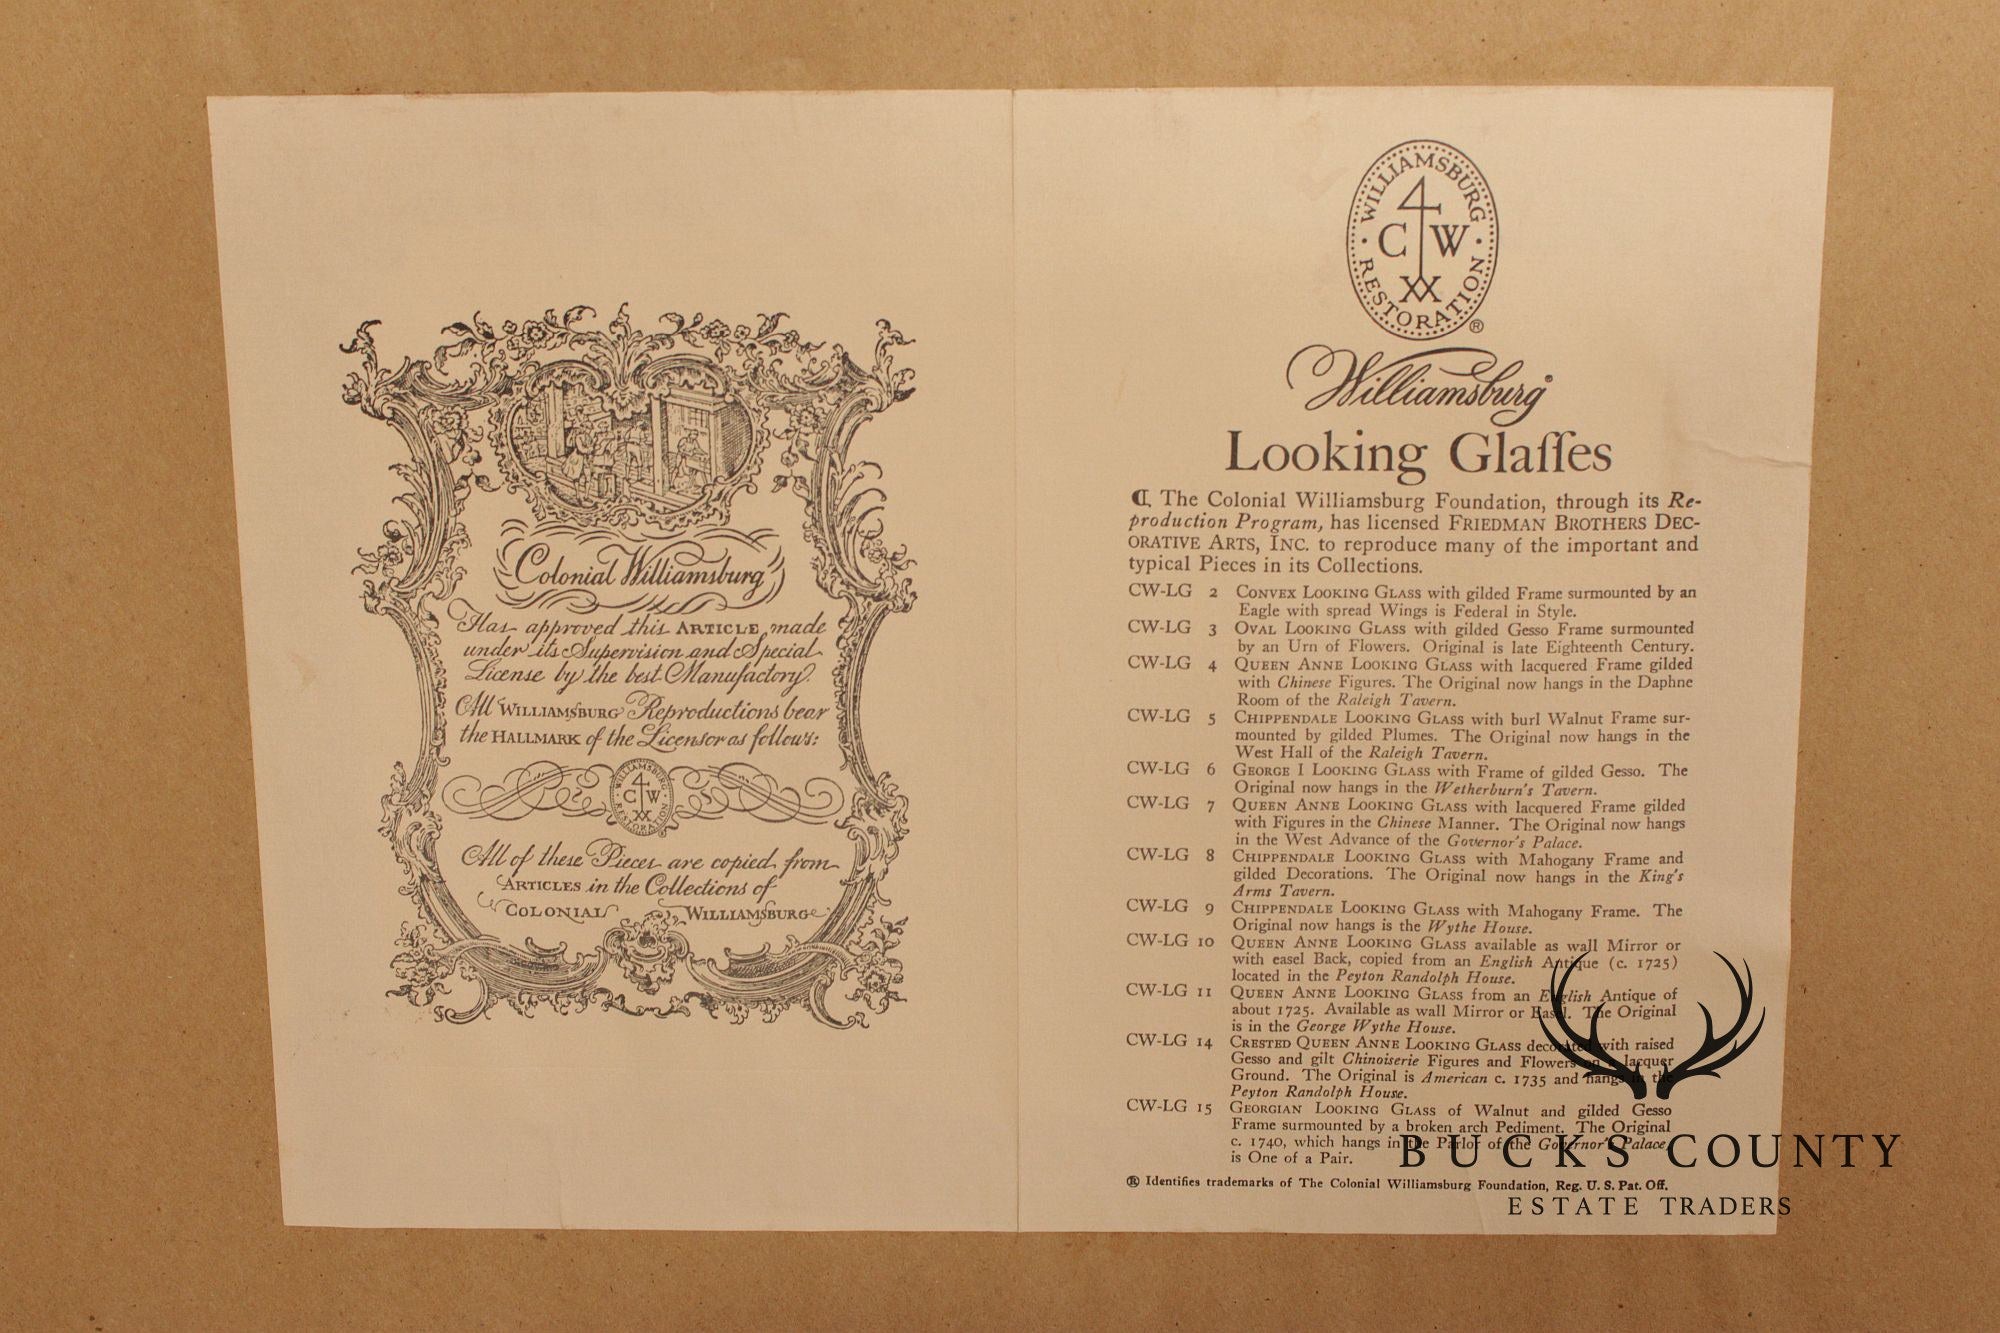 Colonial Williamsburg
Has approved this ARTICLE made
under its Supervision and Special
License by the best Manufactory.
All WILLIAMSBURG Reproductions bear
the HALLMARK of the Licensor as follows:
WILLIAMSBURG
C W
RESTORATION
All of these Pieces are copied from
ARTICLES in the Collections of
COLONIAL WILLIAMSBURG
WILLIAMSBURG
C W
RESTORATION
®
Williamsburg®
Looking Glaſſes
The Colonial Williamsburg Foundation, through its Re-
production Program, has licensed FRIEDMAN BROTHERS DEC-
ORATIVE ARTS, INC. to reproduce many of the important and
typical Pieces in its Collections.
CW-LG 2 CONVEX LOOKING GLASS with gilded Frame surmounted by an
Eagle with spread Wings is Federal in Style.
CW-LG 3 OVAL LOOKING GLASS with gilded Gesso Frame surmounted
by an Urn of Flowers. Original is late Eighteenth Century.
CW-LG 4 QUEEN ANNE LOOKING GLASS with lacquered Frame gilded
with Chinese Figures. The Original now hangs in the Daphne
Room of the Raleigh Tavern.
CW-LG 5 CHIPPENDALE LOOKING GLASS with burl Walnut Frame sur-
mounted by gilded Plumes. The Original now hangs in the
West Hall of the Raleigh Tavern.
CW-LG 6 GEORGE I LOOKING GLASS with Frame of gilded Gesso. The
Original now hangs in the Wetherburn's Tavern.
CW-LG 7 QUEEN ANNE LOOKING GLASS with lacquered Frame gilded
with Figures in the Chinese Manner. The Original now hangs
in the West Advance of the Governor's Palace.
CW-LG 8 CHIPPENDALE LOOKING GLASS with Mahogany Frame and
gilded Decorations. The Original now hangs in the King's
Arms Tavern.
CW-LG 9 CHIPPENDALE LOOKING GLASS with Mahogany Frame. The
Original now hangs is the Wythe House.
CW-LG 10 QUEEN ANNE LOOKING GLASS available as wall Mirror or
with easel Back, copied from an English Antique (c. 1725)
located in the Peyton Randolph House.
CW-LG 11 QUEEN ANNE LOOKING GLASS from an English Antique of
about 1725. Available as wall Mirror or Easel. The Original
is in the George Wythe House.
CW-LG 14 CRESTED QUEEN ANNE LOOKING GLASS decorated with raised
Gesso and gilt Chinoiserie Figures and Flowers on a lacquer
Ground. The Original is American c. 1735 and hangs in the
Peyton Randolph House.
CW-LG 15 GEORGIAN LOOKING GLASS of Walnut and gilded Gesso
Frame surmounted by a broken arch Pediment. The Original
c. 1740, which hangs in the Parlor of the Governor's Palace,
is One of a Pair.
® Identifies trademarks of The Colonial Williamsburg Foundation, Reg. U. S. Pat. Off.
BUCKS COUNTY
ESTATE TRADERS